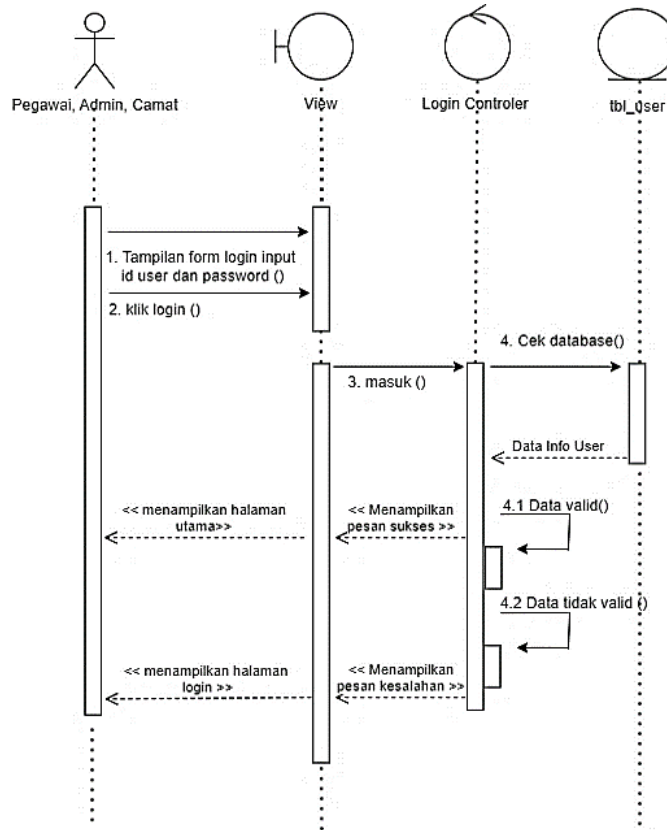 Pegawai, Admin, Camat
View
Login Controler
tbl_user
1. Tampilan form login input
id user dan password ()
2. klik login ()
3. masuk ()
4. Cek database()
Data Info User
4.1 Data valid()
<< Menampilkan
pesan sukses >>
<< menampilkan halaman
utama>>
4.2 Data tidak valid ()
<< Menampilkan
pesan kesalahan >>
<< menampilkan halaman
login >>